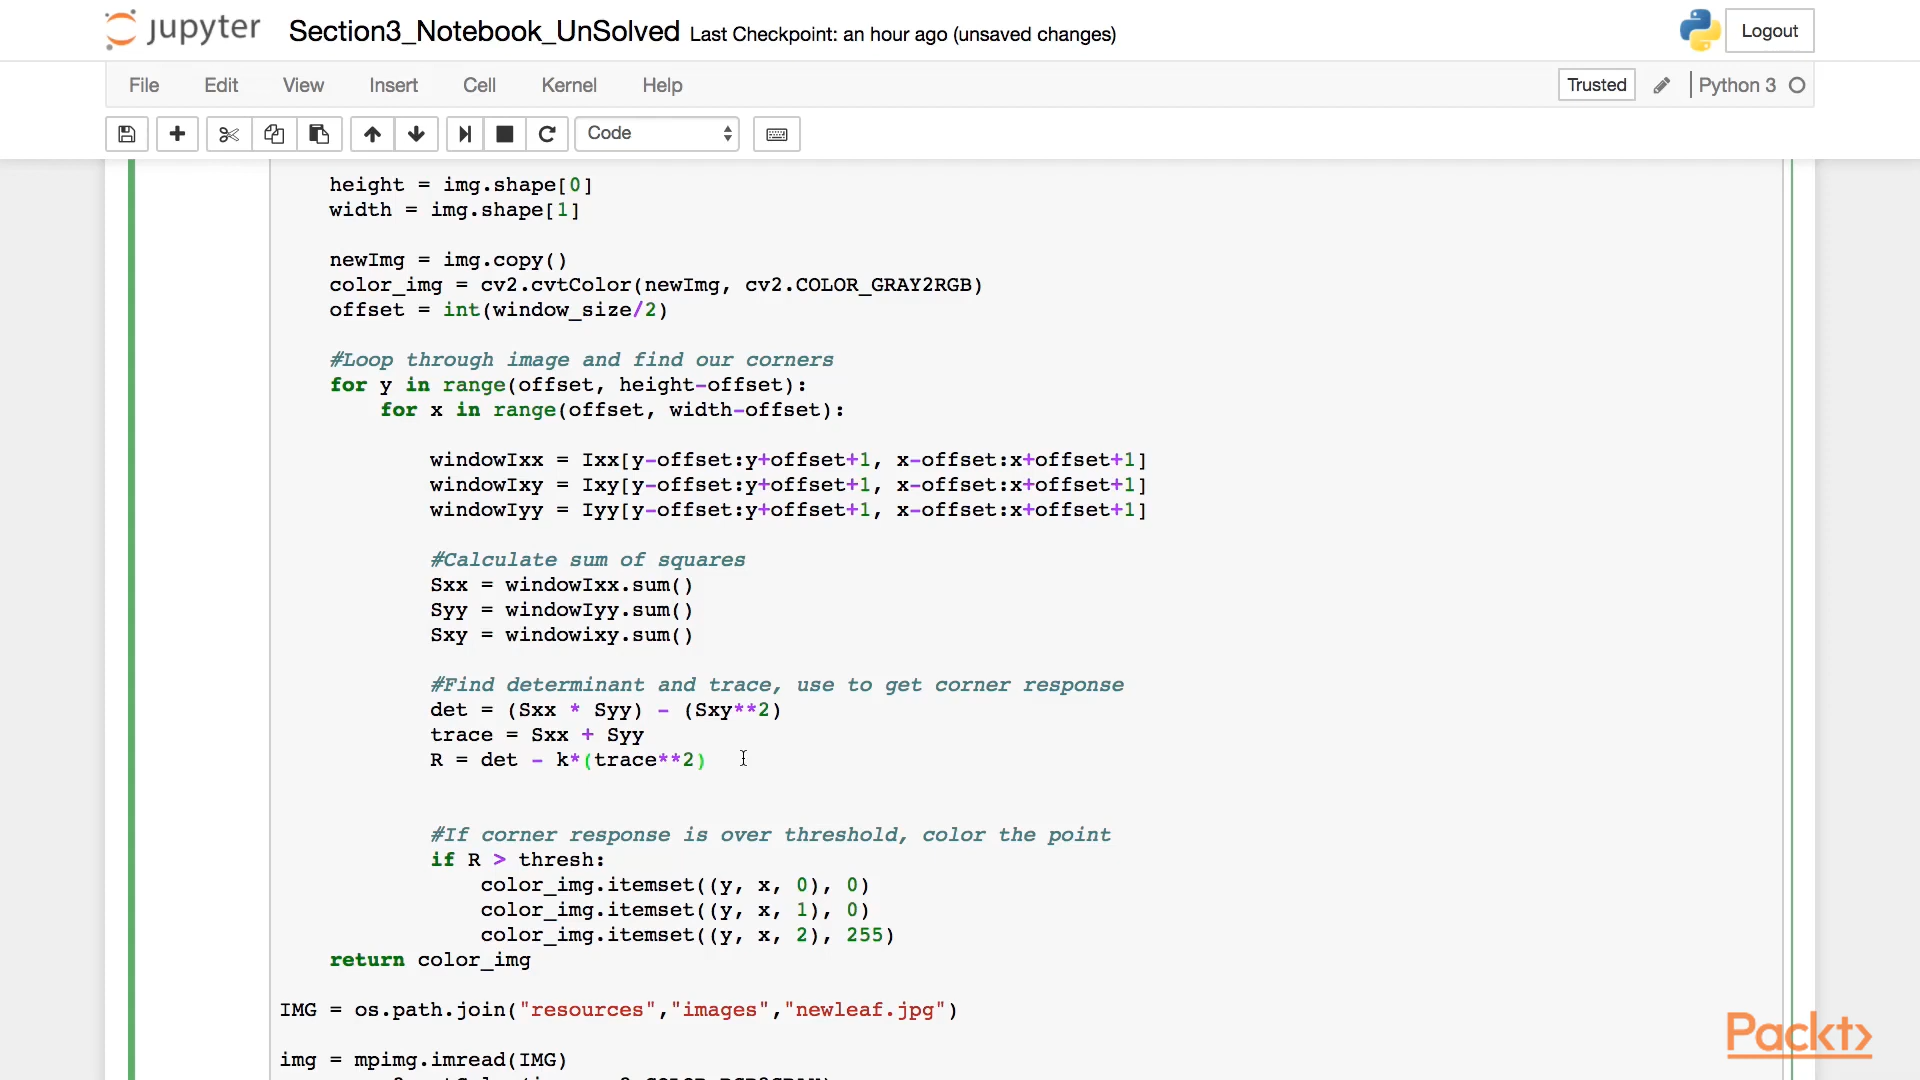 jupyter Section3_Notebook_UnSolved Last Checkpoint: an hour ago (unsaved changes) Logout
File Edit View Insert Cell Kernel Help Trusted Python 3
Code
height = img.shape[0]
width = img.shape[1]
newImg = img.copy()
color_img = cv2.cvtColor(newImg, cv2.COLOR_GRAY2RGB)
offset = int(window_size/2)
#Loop through image and find our corners
for y in range(offset, height-offset):
for x in range(offset, width-offset):
windowIxx = Ixx[y-offset:y+offset+1, x-offset:x+offset+1]
windowIxy = Ixy[y-offset:y+offset+1, x-offset:x+offset+1]
windowIyy = Iyy[y-offset:y+offset+1, x-offset:x+offset+1]
#Calculate sum of squares
Sxx = windowIxx.sum()
Syy = windowIyy.sum()
Sxy = windowixy.sum()
#Find determinant and trace, use to get corner response
det = (Sxx * Syy) - (Sxy**2)
trace = Sxx + Syy
R = det - k*(trace**2)
#If corner response is over threshold, color the point
if R > thresh:
color_img.itemset((y, x, 0), 0)
color_img.itemset((y, x, 1), 0)
color_img.itemset((y, x, 2), 255)
return color_img
IMG = os.path.join("resources","images","newleaf.jpg")
img = mpimg.imread(IMG)
Packt>